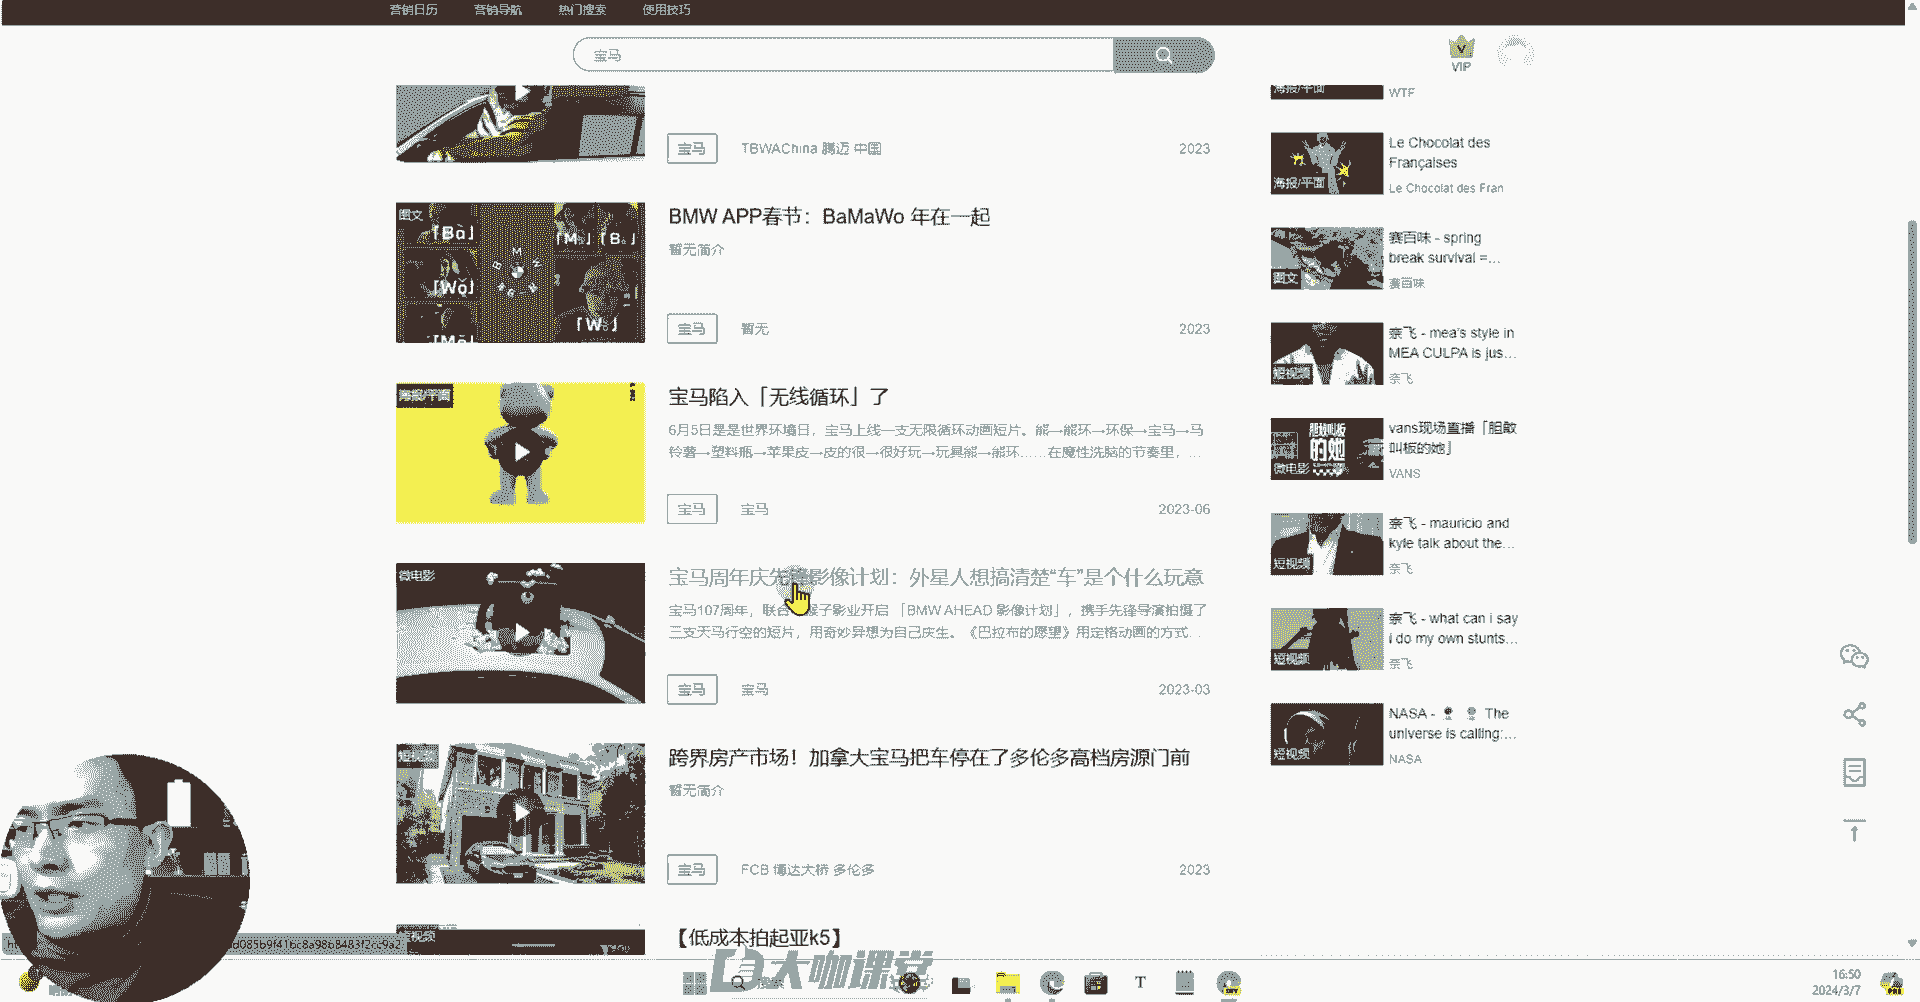 营销日历 营销导航 热门搜索 使用技巧
宝马
VIP
宝马 TBWAChina 腾迈 中国 2023
图文
「Bà」
「M」「B」
「Wǒ」
「W」
BMW APP春节：BaMaWo 年在一起
暂无简介
宝马 暂无 2023
海报/平面
宝马陷入「无线循环」了
6月5日是是世界环境日，宝马上线一支无限循环动画短片。熊→熊环→环保→宝马→马
铃薯→塑料瓶→苹果皮→皮的很→很好玩→玩具熊→熊环……在魔性洗脑的节奏里，...
宝马 宝马 2023-06
微电影
宝马周年庆先锋影像计划：外星人想搞清楚“车”是个什么玩意
宝马107周年，联合 子影业开启 「BMW AHEAD 影像计划」，携手先锋导演拍摄了
三支天马行空的短片，用奇妙异想为自己庆生。《巴拉布的愿望》用定格动画的方式...
宝马 宝马 2023-03
短视频
跨界房产市场！加拿大宝马把车停在了多伦多高档房源门前
暂无简介
宝马 FCB 博达大桥 多伦多 2023
【低成本拍起亚k5】
海报/平面
WTF
海报/平面
Le Chocolat des
Françaises
Le Chocolat des Fran
图文
赛百味 - spring
break survival =...
赛百味
短视频
奈飞 - mea's style in
MEA CULPA is jus...
奈飞
胆敢叫板
的她
微电影
vans现场直播「胆敢
叫板的她」
VANS
短视频
奈飞 - mauricio and
kyle talk about the...
奈飞
短视频
奈飞 - what can i say
i do my own stunts...
奈飞
短视频
NASA - The
universe is calling:...
NASA
大咖课堂
16:50
2024/3/7